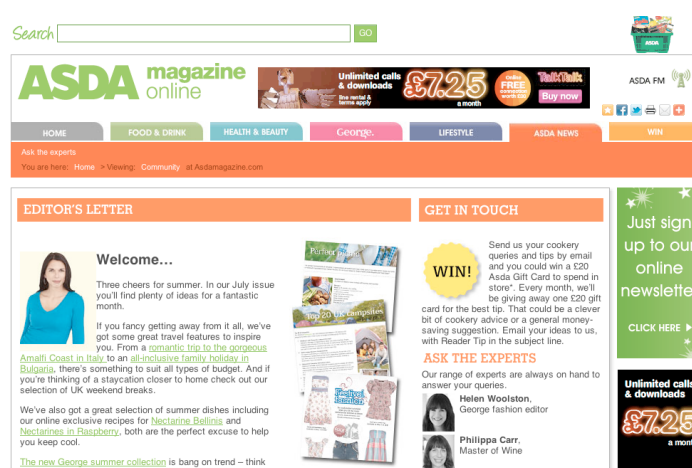 Search
GO
ASDA
ASDA magazine
online
Unlimited calls
& downloads
line rental &
terms apply
£7.25
a month
Online
FREE
TalkTalk
Buy now
ASDA FM
HOME
FOOD & DRINK
HEALTH & BEAUTY
George.
LIFESTYLE
ASDA NEWS
WIN
Ask the experts
You are here: Home > Viewing: Community at Asdamagazine.com
EDITOR'S LETTER
Welcome…
Three cheers for summer. In our July issue
you'll find plenty of ideas for a fantastic
month.
If you fancy getting away from it all, we've
got some great travel features to inspire
you. From a romantic trip to the gorgeous
Amalfi Coast in Italy to an all-inclusive family holiday in
Bulgaria, there's something to suit all types of budget. And if
you're thinking of a staycation closer to home check out our
selection of UK weekend breaks.
We've also got a great selection of summer dishes including
our online exclusive recipes for Nectarine Bellinis and
Nectarines in Raspberry, both are the perfect excuse to help
you keep cool.
The new George summer collection is bang on trend – think
Perfect picnics
Top 20 UK campsites
Festival
fashion
GET IN TOUCH
WIN!
Send us your cookery
queries and tips by email
and you could win a £20
Asda Gift Card to spend in
store*. Every month, we'll
be giving away one £20 gift
card for the best tip. That could be a clever
bit of cookery advice or a general money-
saving suggestion. Email your ideas to us,
with Reader Tip in the subject line.
ASK THE EXPERTS
Our range of experts are always on hand to
answer your queries.
Helen Woolston,
George fashion editor
Philippa Carr,
Master of Wine
Just sign
up to our
online
newslette
CLICK HERE
Unlimited calls
& downloads
£7.25
a mont